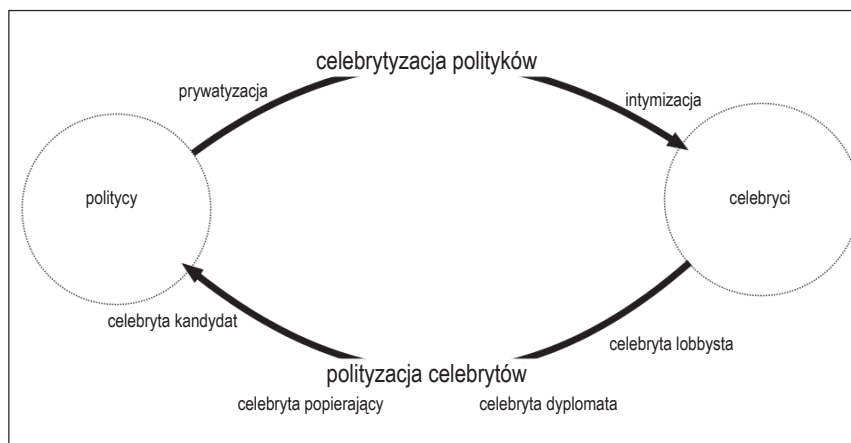 celebrytyzacja polityków
prywatyzacja
intymizacja
politycy
celebryci
celebryta kandydat
celebryta lobbysta
polityzacja celebrytów
celebryta popierający
celebryta dyplomata